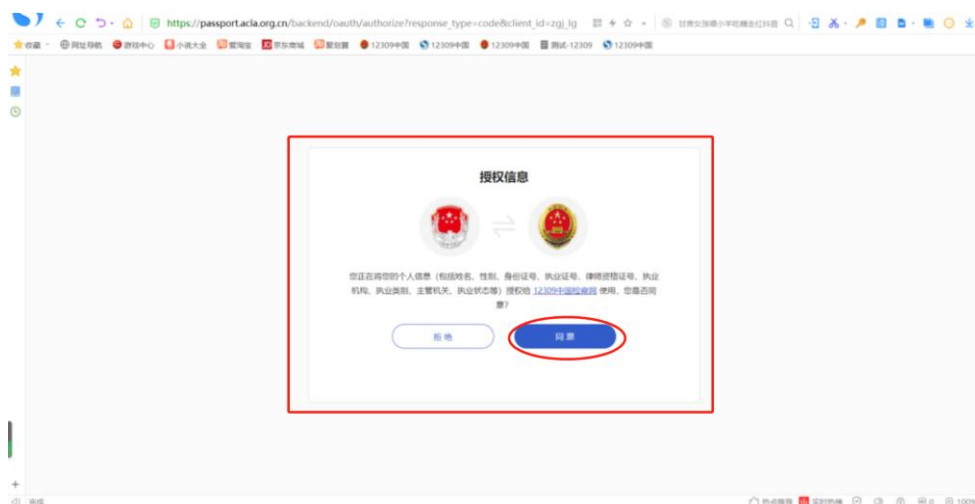 https://passport.acla.org.cn/backend/oauth/authorize?response_type=code&client_id=zgj_lg
收藏 网址导航 游戏中心 小说大全 爱淘宝 京东商城 聚划算 12309中国 12309中国 12309中国 测试-12309 12309中国
授权信息
您正在将您的个人信息（包括姓名、性别、身份证号、执业证号、律师资格证号、执业
机构、执业类别、主管机关、执业状态等）授权给 12309中国检察网 使用，您是否同
意？
拒 绝 同 意
完成